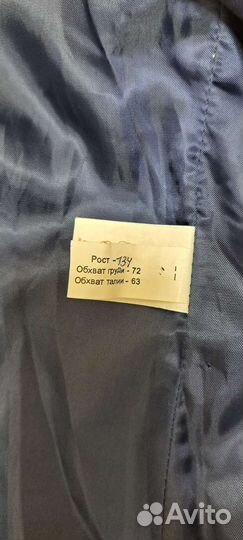 Рост -134
Обхват груди - 72
Обхват талии - 63
Avito